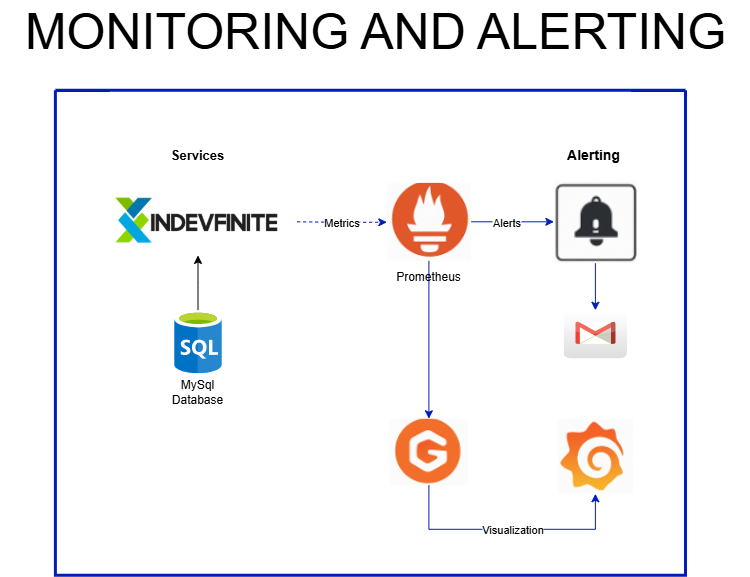 MONITORING AND ALERTING
Services
Alerting
INDEVFINITE
Metrics
Prometheus
Alerts
SQL
MySql
Database
G
Visualization